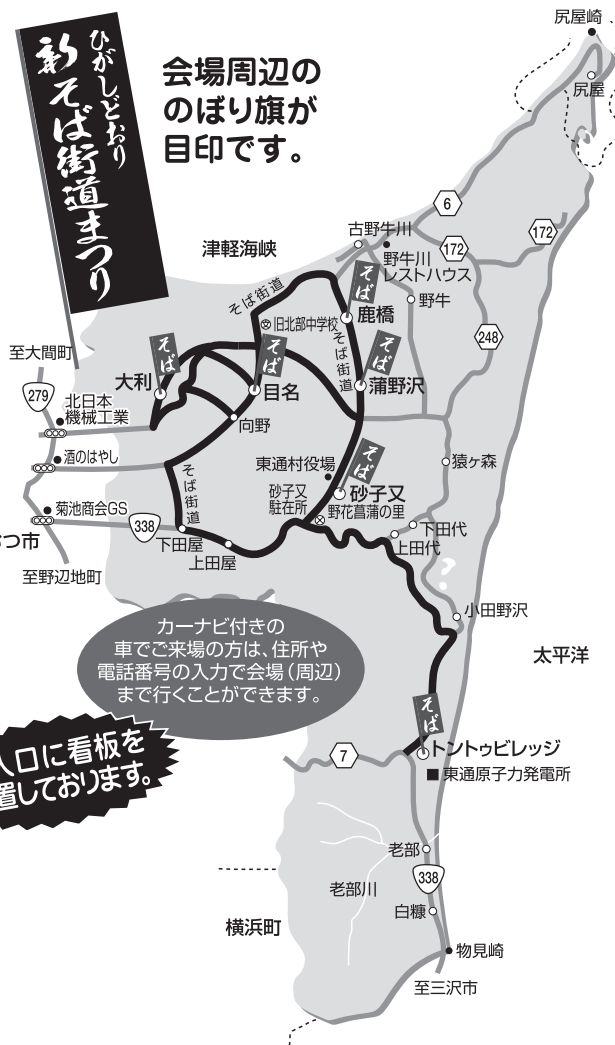 ひがしどおり
新そば街道まつり
会場周辺の
のぼり旗が
目印です。
尻屋崎
尻屋
6
172
172
古野牛川
野牛川
レストハウス
津軽海峡
野牛
248
そば街道
そば
鹿橋
旧北部中学校
そば
そば
そば
そば街道
至大間町
大利
目名
蒲野沢
279
北日本
機械工業
向野
酒のはやし
そば
東通村役場
猿ヶ森
そば街道
砂子又
砂子又
駐在所
野花菖蒲の里
菊池商会GS
338
下田代
上田代
つ市
下田屋
上田屋
至野辺地町
小田野沢
カーナビ付きの
車でご来場の方は、住所や
電話番号の入力で会場（周辺）
まで行くことができます。
太平洋
そば
入口に看板を
置しております。
7
トントゥビレッジ
東通原子力発電所
老部
338
老部川
白糠
横浜町
物見崎
至三沢市